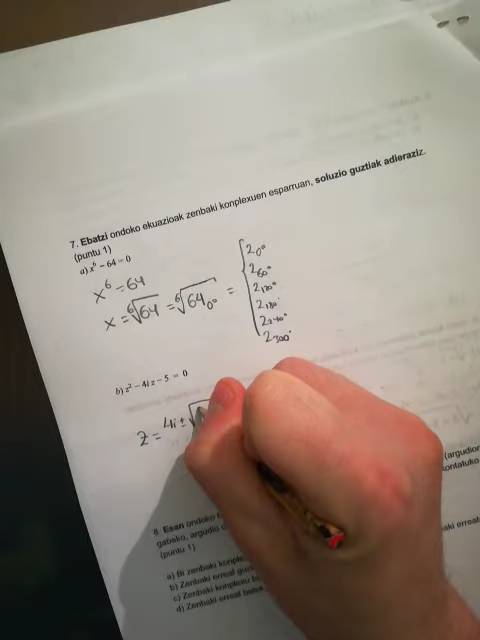 7. Ebatzi ondoko ekuazioak zenbaki konplexuen esparruan, soluzio guztiak adieraziz.
(puntu 1)
a) x⁶ − 64 = 0
x⁶ = 64
x = ⁶√64 = ⁶√64₀° =
2₀°
2₆₀°
2₁₂₀°
2₁₈₀°
2₂₄₀°
2₃₀₀°
b) z² − 4i z − 5 = 0
z = 4i ± √
8. Esan ondoko
(argudio
gabeko, argudio
kontatuko
(puntu 1)
a) Bi zenbaki
b) Zenbaki erreal
c) Zenbaki konplexu
d) Zenbaki erreal